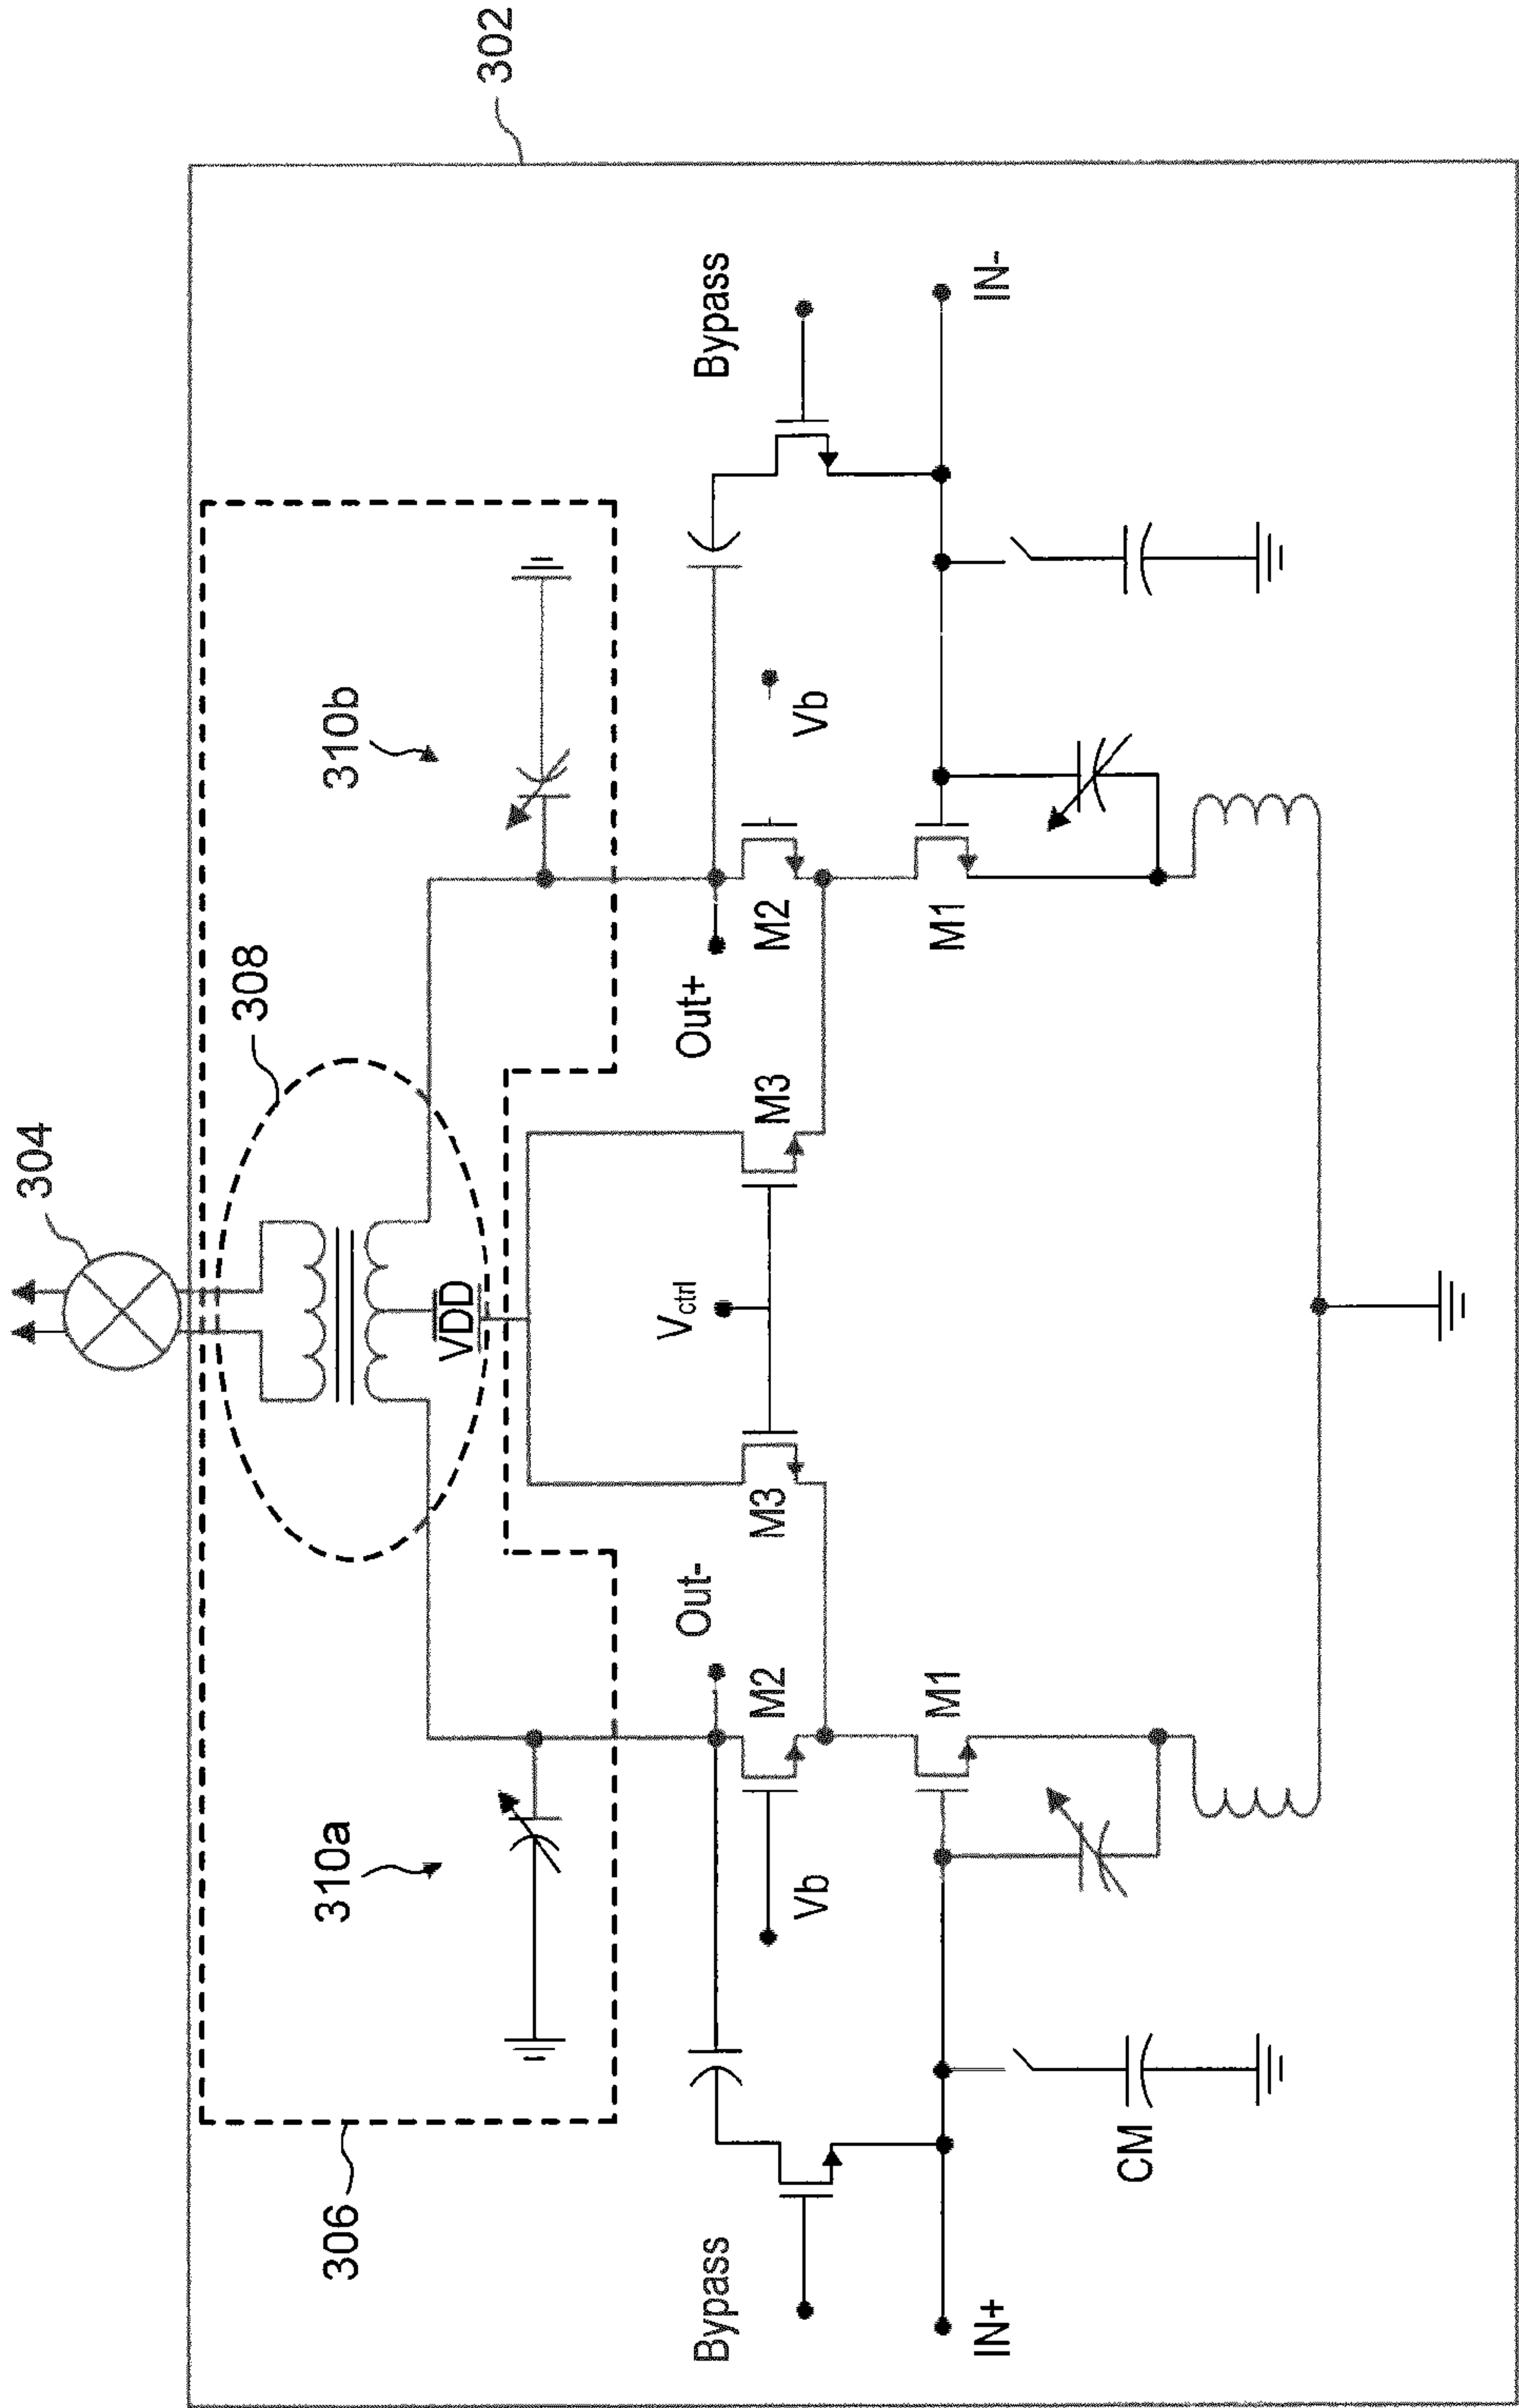 304
302
308
306
310a
310b
VDD
Out-
Out+
Bypass
Bypass
Vctrl
M2
M3
M3
M2
Vb
Vb
M1
M1
IN+
IN-
CM